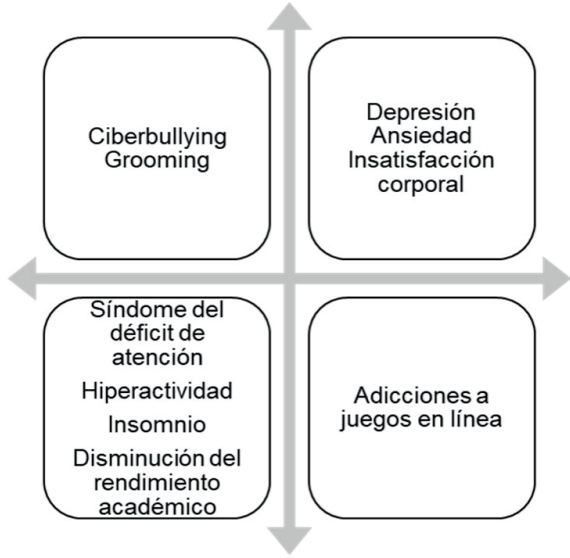 Ciberbullying
Grooming
Depresión
Ansiedad
Insatisfacción
corporal
Síndome del
déficit de
atención
Hiperactividad
Insomnio
Disminución del
rendimiento
académico
Adicciones a
juegos en línea